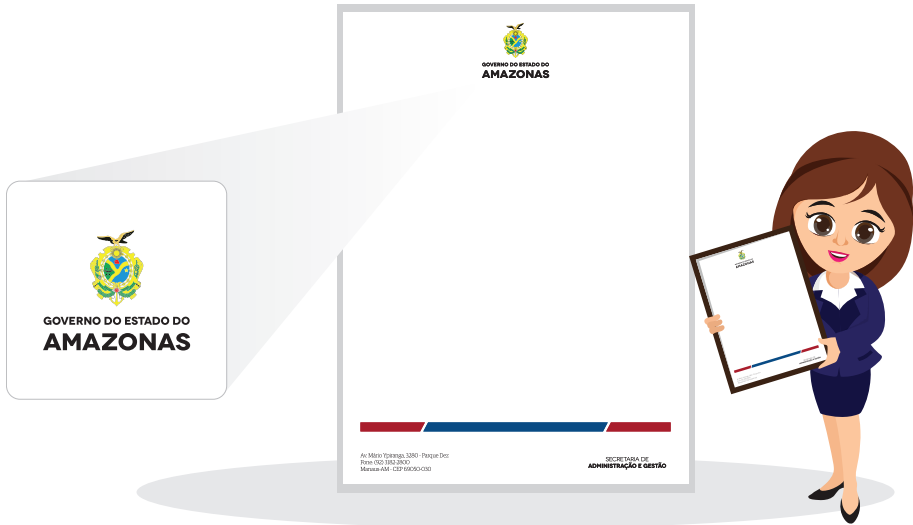 GOVERNO DO ESTADO DO
AMAZONAS
GOVERNO DO ESTADO DO
AMAZONAS
Av. Mário Ypiranga, 3280 - Parque Dez
Fone: (92) 3182-2800
Manaus-AM - CEP 69050-030
SECRETARIA DE
ADMINISTRAÇÃO E GESTÃO
AMAZONAS